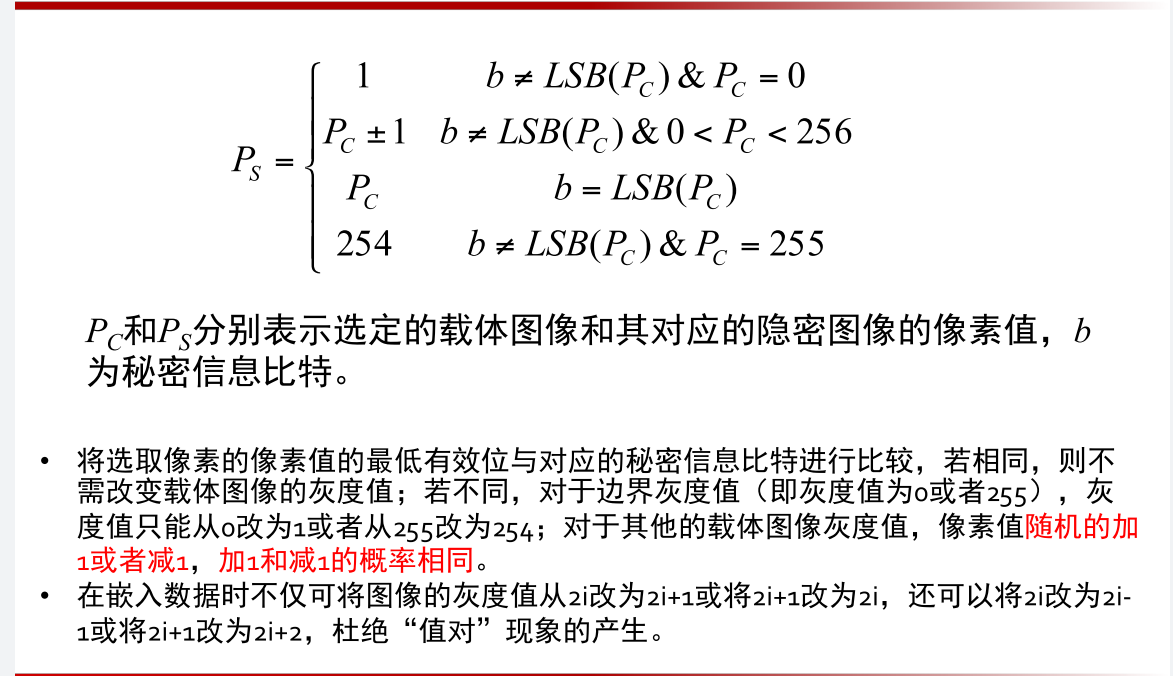 1 b ≠ LSB(P_C) & P_C = 0
P_C ± 1 b ≠ LSB(P_C) & 0 < P_C < 256
P_S =
P_C b = LSB(P_C)
254 b ≠ LSB(P_C) & P_C = 255
P_C和P_S分别表示选定的载体图像和其对应的隐密图像的像素值，b
为秘密信息比特。
• 将选取像素的像素值的最低有效位与对应的秘密信息比特进行比较，若相同，则不
需改变载体图像的灰度值；若不同，对于边界灰度值（即灰度值为0或者255），灰
度值只能从0改为1或者从255改为254；对于其他的载体图像灰度值，像素值随机的加
1或者减1，加1和减1的概率相同。
• 在嵌入数据时不仅可将图像的灰度值从2i改为2i+1或将2i+1改为2i，还可以将2i改为2i-
1或将2i+1改为2i+2，杜绝“值对”现象的产生。